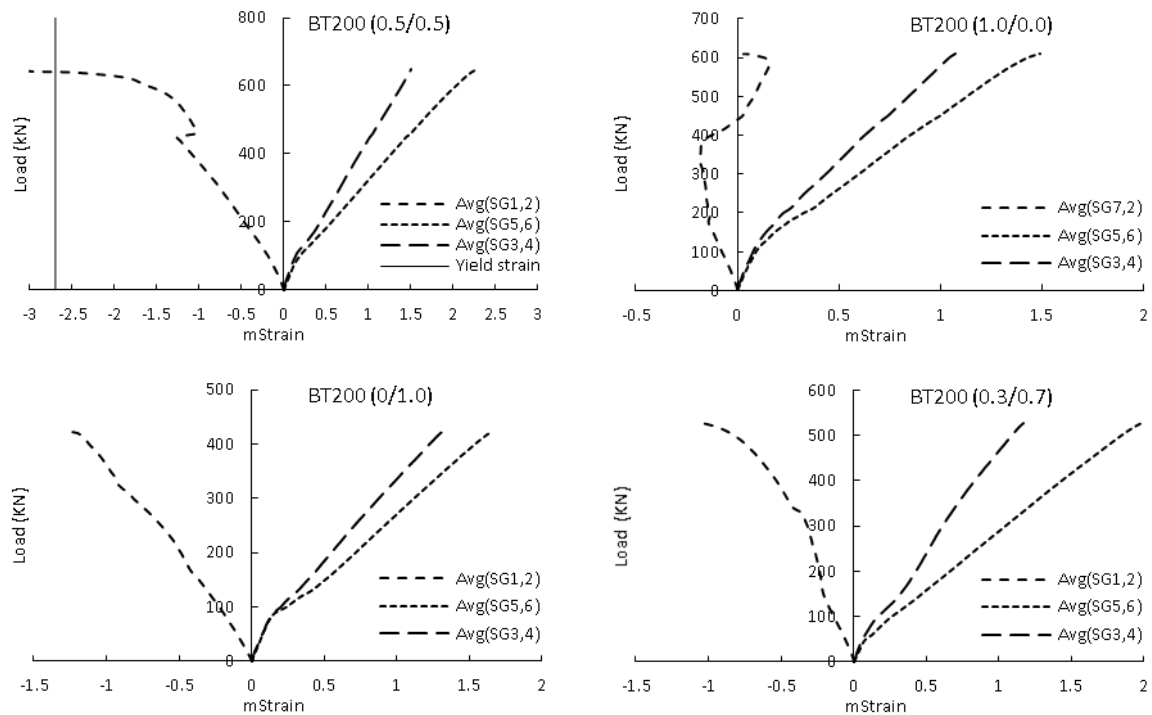 BT200 (0.5/0.5)
800
600
400
200
0
Load (kN)
-3 -2.5 -2 -1.5 -1 -0.5 0 0.5 1 1.5 2 2.5 3
mStrain
Avg(SG1,2)
Avg(SG5,6)
Avg(SG3,4)
Yield strain
BT200 (1.0/0.0)
700
600
500
400
300
200
100
0
Load (KN)
-0.5 0 0.5 1 1.5 2
mStrain
Avg(SG7,2)
Avg(SG5,6)
Avg(SG3,4)
BT200 (0/1.0)
500
400
300
200
100
0
Load (KN)
-1.5 -1 -0.5 0 0.5 1 1.5 2
mStrain
Avg(SG1,2)
Avg(SG5,6)
Avg(SG3,4)
BT200 (0.3/0.7)
600
500
400
300
200
100
0
Load (KN)
-1.5 -1 -0.5 0 0.5 1 1.5 2
mStrain
Avg(SG1,2)
Avg(SG5,6)
Avg(SG3,4)